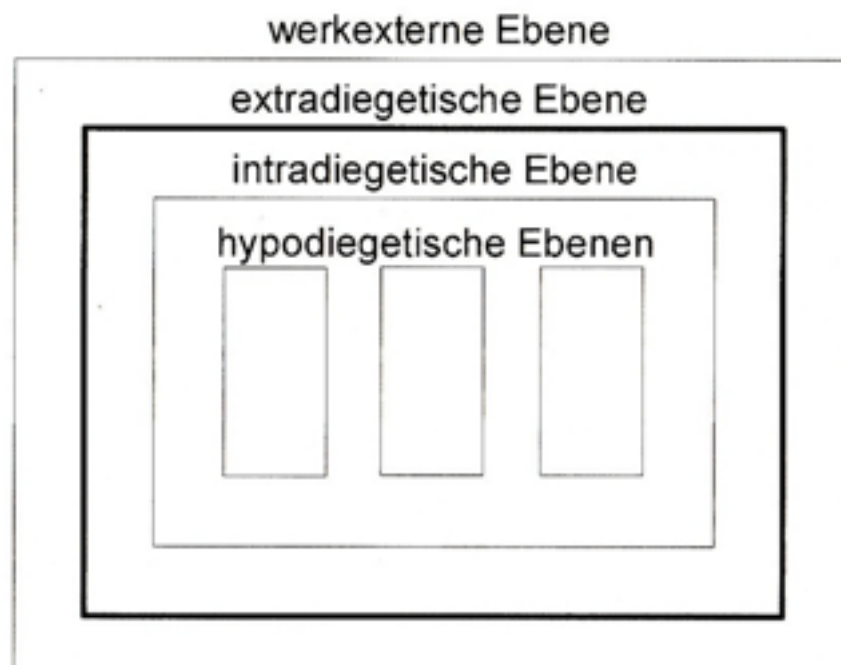 werkexterne Ebene
extradiegetische Ebene
intradiegetische Ebene
hypodiegetische Ebenen